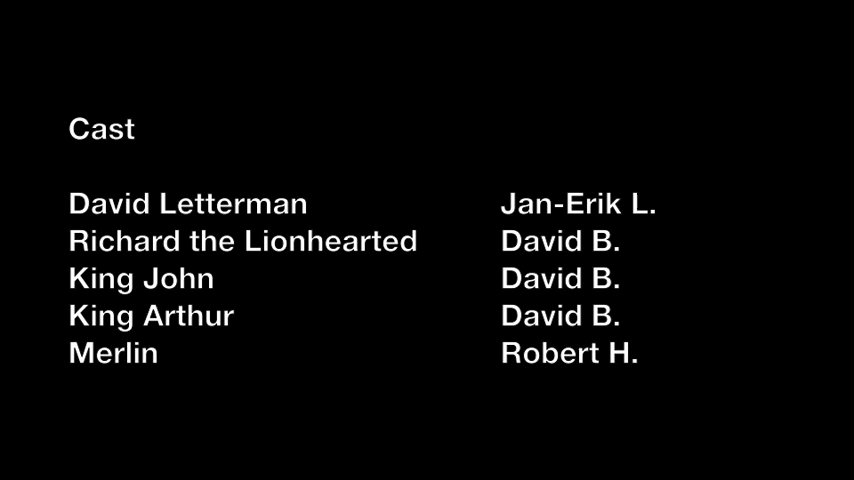 Cast
David Letterman Jan-Erik L.
Richard the Lionhearted David B.
King John David B.
King Arthur David B.
Merlin Robert H.